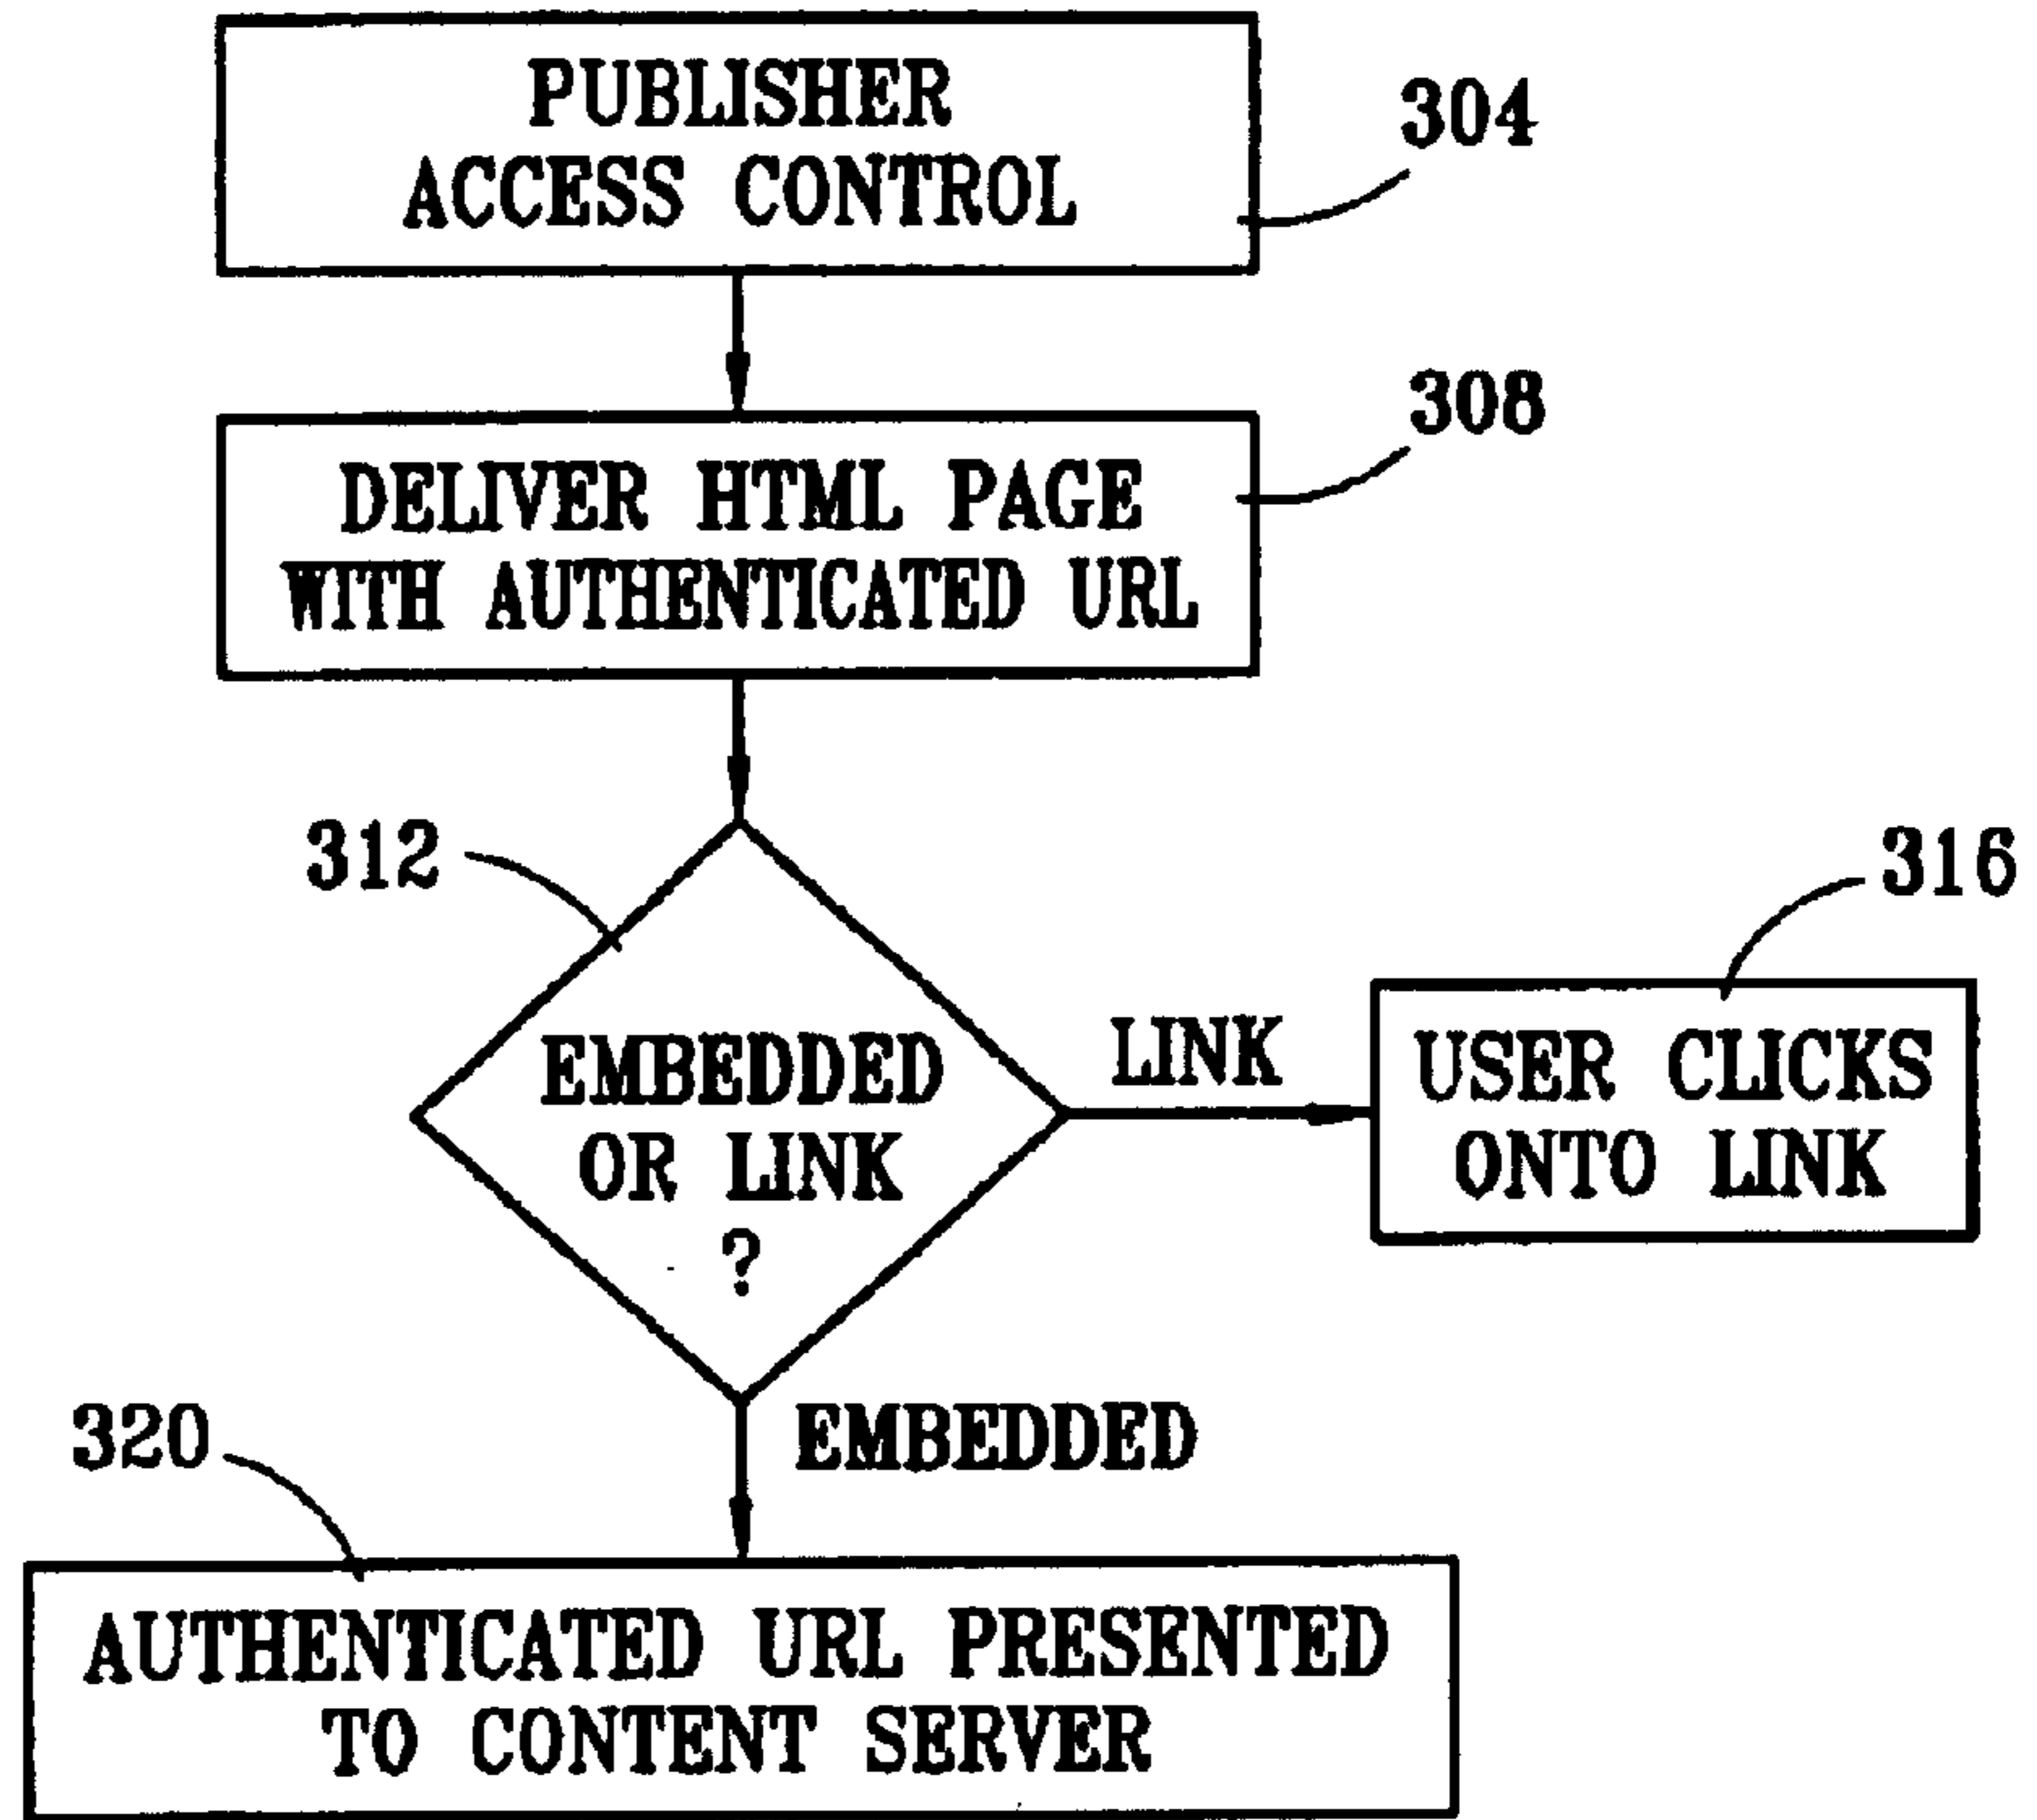 PUBLISHER
ACCESS CONTROL
304
DELIVER HTML PAGE
WITH AUTHENTICATED URL
308
312
EMBEDDED
OR LINK
?
LINK
316
USER CLICKS
ONTO LINK
EMBEDDED
320
AUTHENTICATED URL PRESENTED
TO CONTENT SERVER